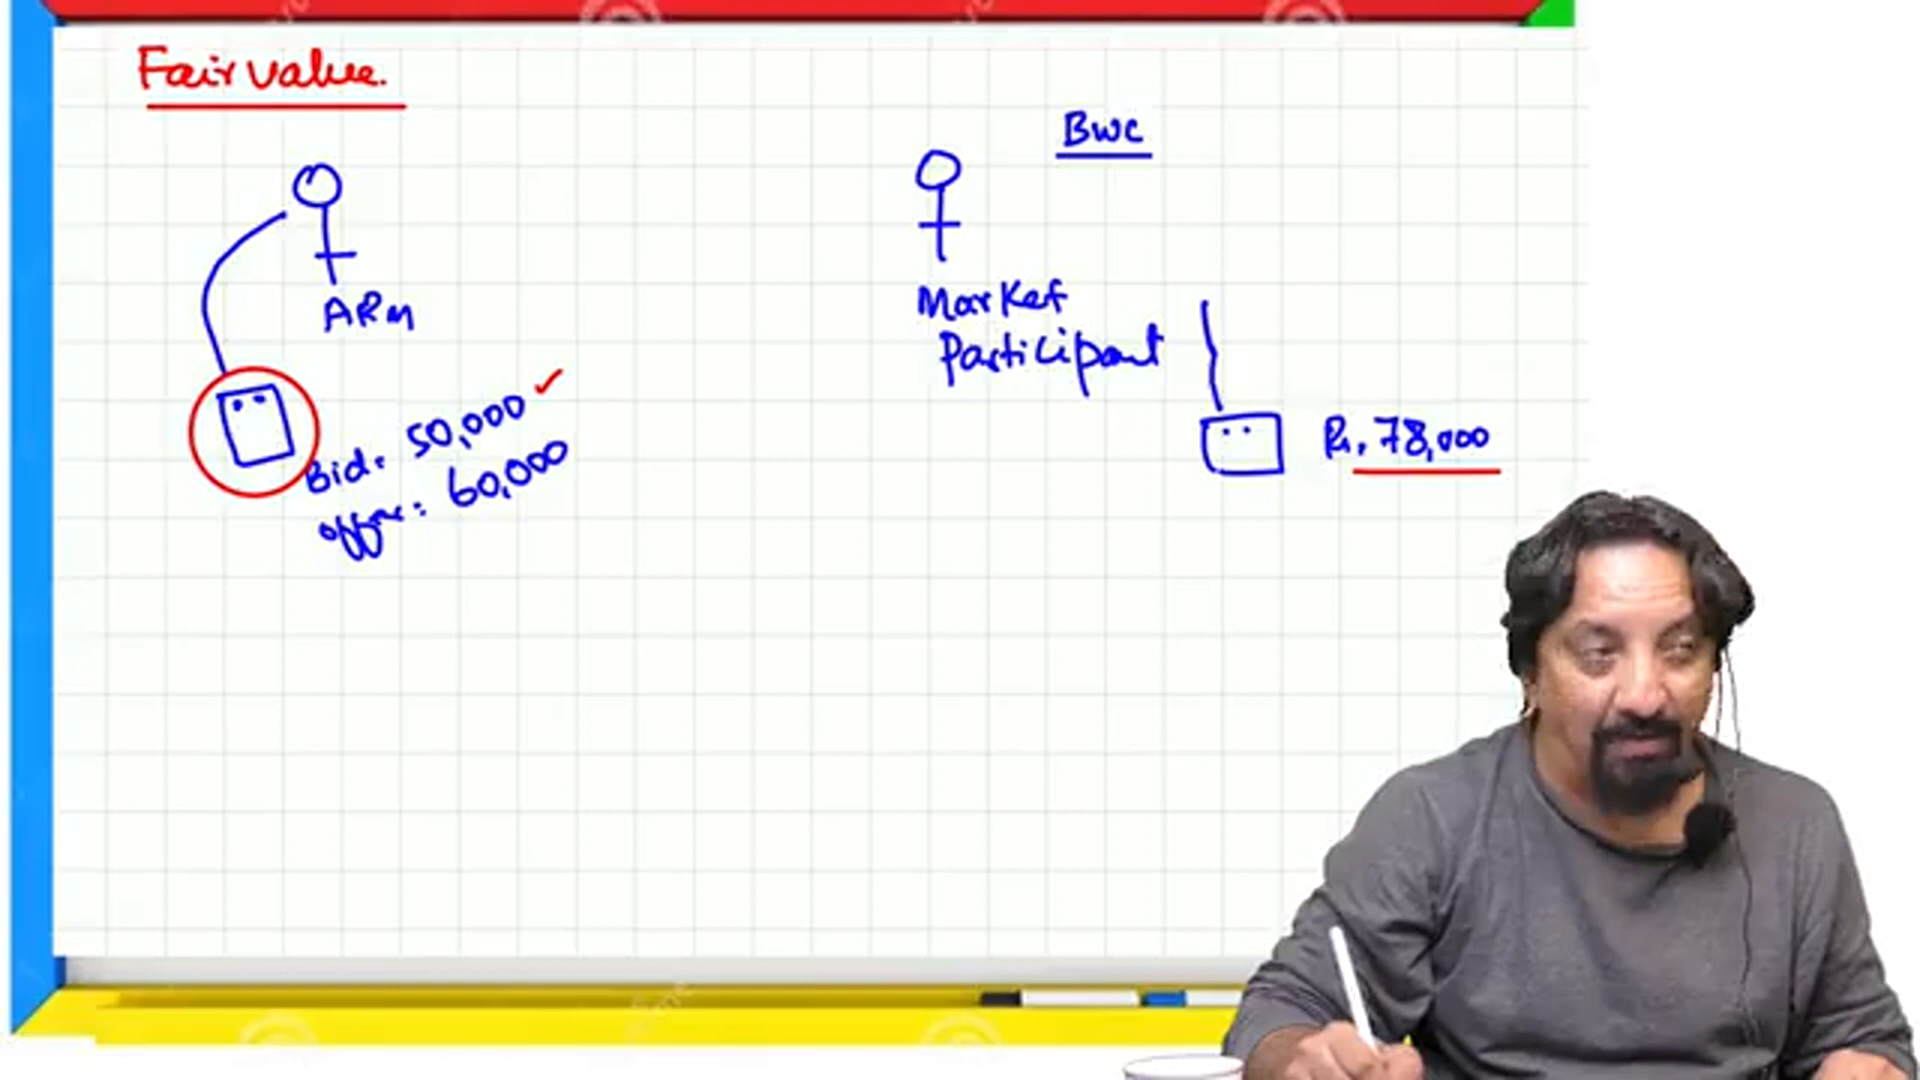 Fair value.
Bwc
ARM
Market
Participant
Bid: 50,000 ✓
offer: 60,000
Rs. 78,000